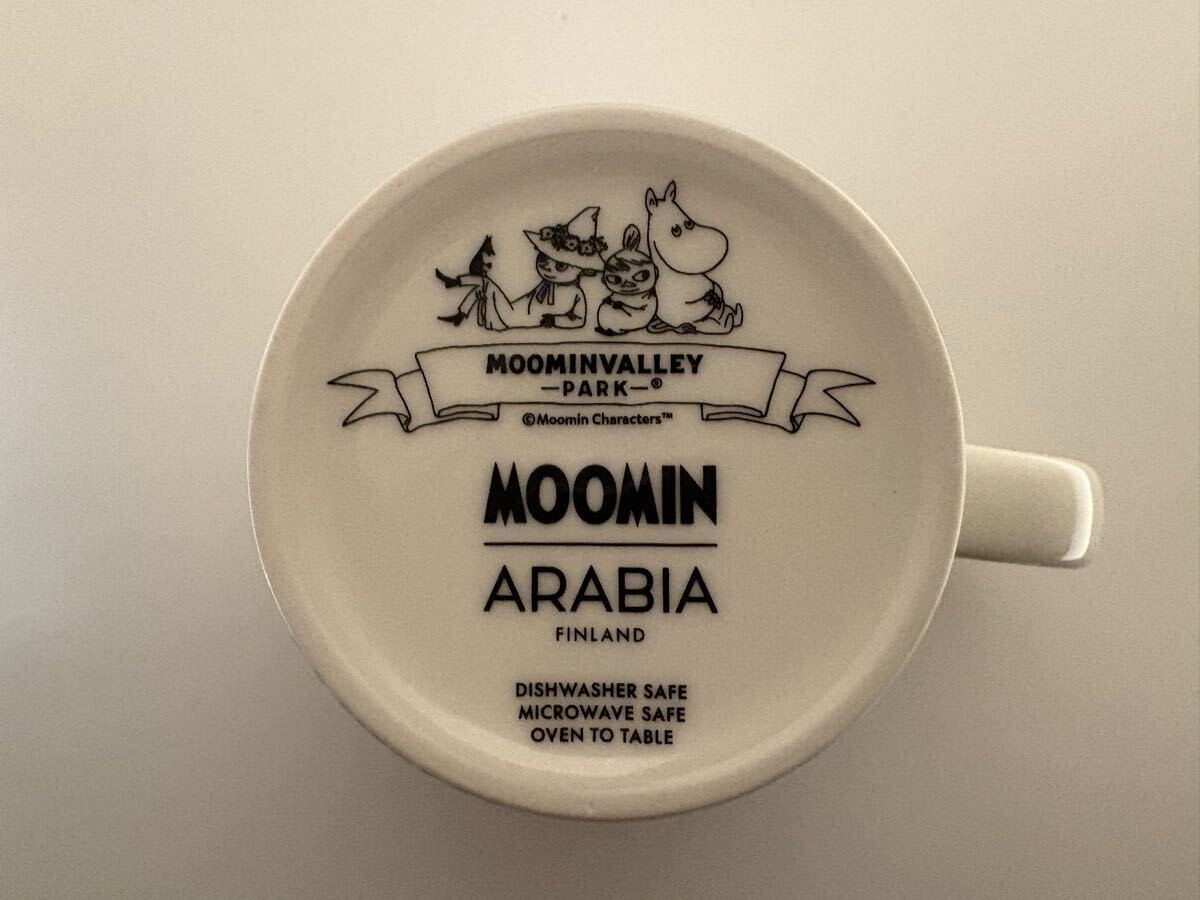 MOOMINVALLEY
—PARK—®
©Moomin Characters™
MOOMIN
ARABIA
FINLAND
DISHWASHER SAFE
MICROWAVE SAFE
OVEN TO TABLE